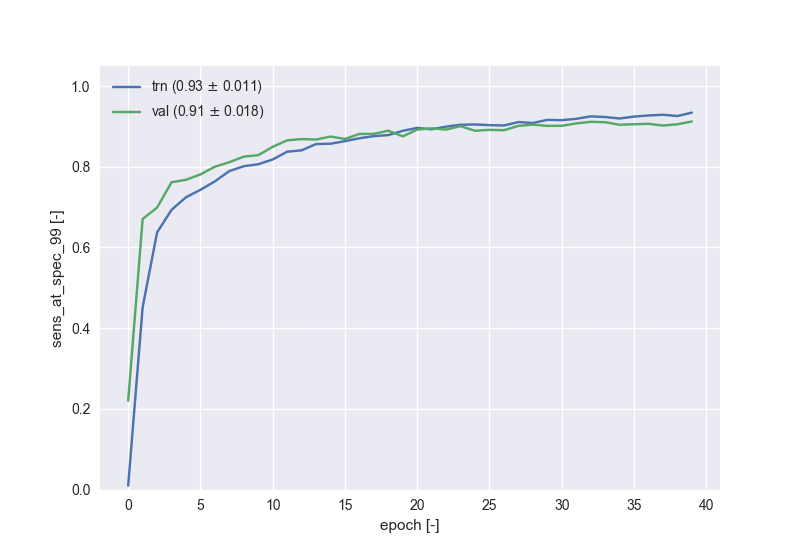 trn (0.93 ± 0.011)
val (0.91 ± 0.018)
1.0
0.8
0.6
0.4
0.2
0.0
sens_at_spec_99 [-]
0 5 10 15 20 25 30 35 40
epoch [-]